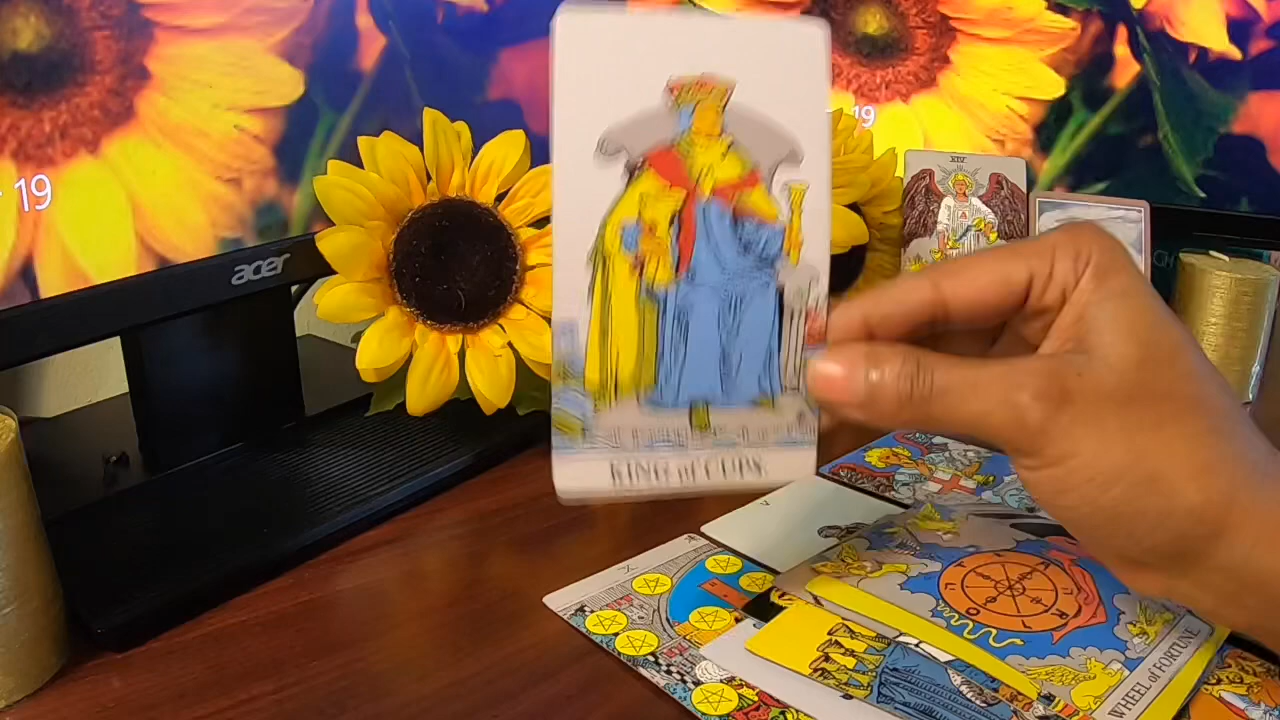 19
19
acer
XIV
KING of CUPS.
V
X
WHEEL of FORTUNE